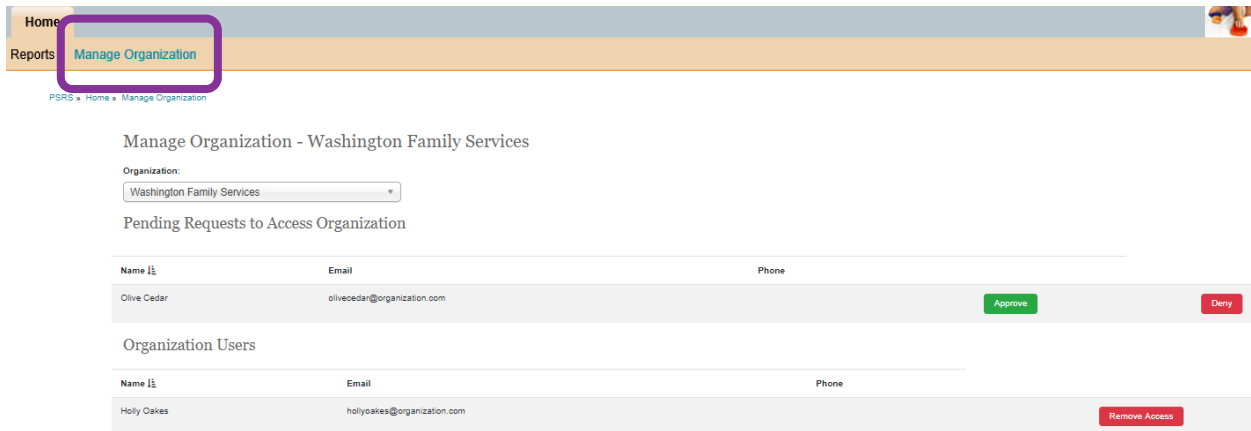 Home
Reports Manage Organization
PSRS » Home » Manage Organization
Manage Organization - Washington Family Services
Organization:
Washington Family Services
Pending Requests to Access Organization
Name Email Phone
Olive Cedar olivecedar@organization.com Approve Deny
Organization Users
Name Email Phone
Holly Oakes hollyoakes@organization.com Remove Access